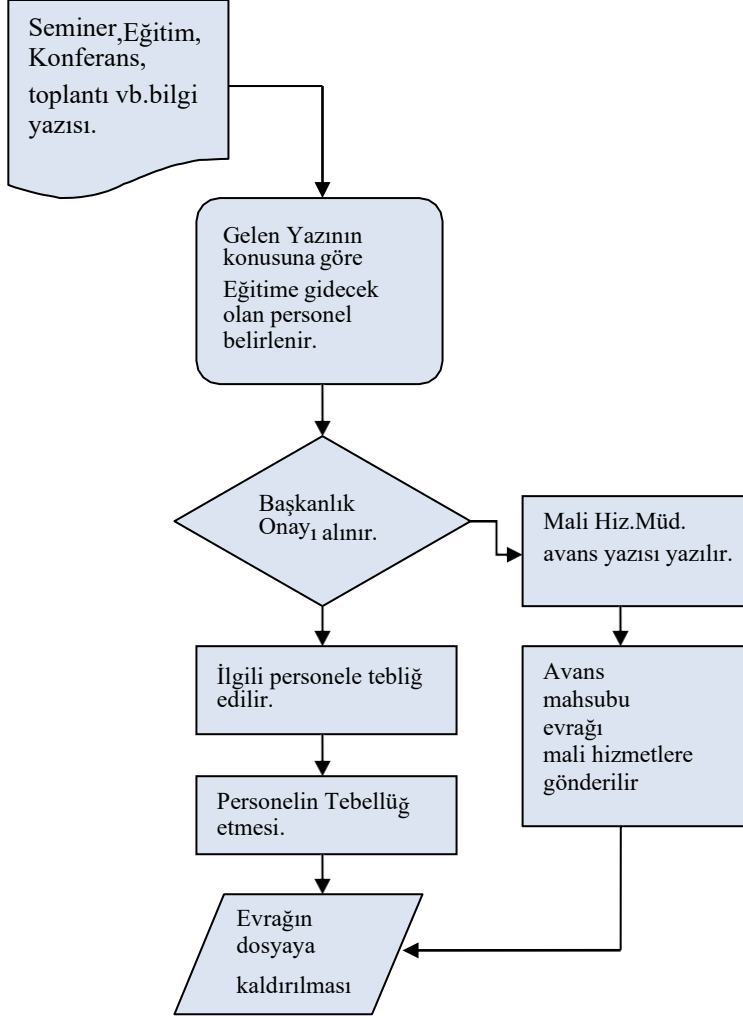 Seminer,Eğitim,
Konferans,
toplantı vb.bilgi
yazısı.
Gelen Yazının
konusuna göre
Eğitime gidecek
olan personel
belirlenir.
Başkanlık
Onayı alınır.
Mali Hiz.Müd.
avans yazısı yazılır.
İlgili personele tebliğ
edilir.
Avans
mahsubu
evrağı
mali hizmetlere
gönderilir
Personelin Tebellüğ
etmesi.
Evrağın
dosyaya
kaldırılması